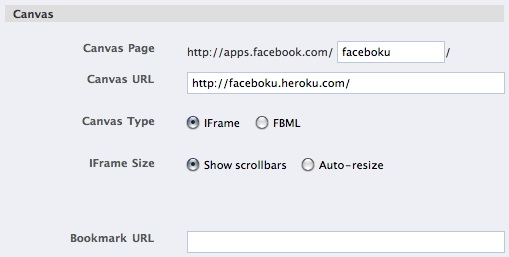 Canvas
Canvas Page http://apps.facebook.com/ faceboku /
Canvas URL http://faceboku.heroku.com/
Canvas Type IFrame FBML
IFrame Size Show scrollbars Auto-resize
Bookmark URL